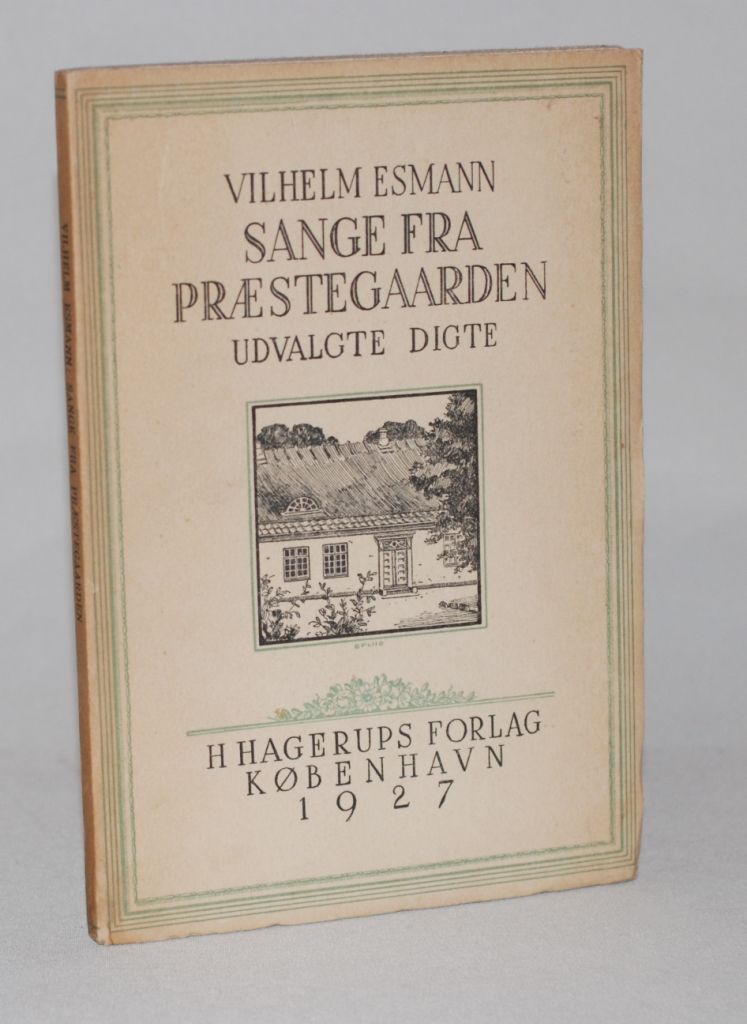 VILHELM ESMANN
SANGE FRA
PRÆSTEGAARDEN
UDVALGTE DIGTE
H HAGERUPS FORLAG
KØBENHAVN
1927
VILHELM ESMANN: SANGE FRA PRÆSTEGAARDEN